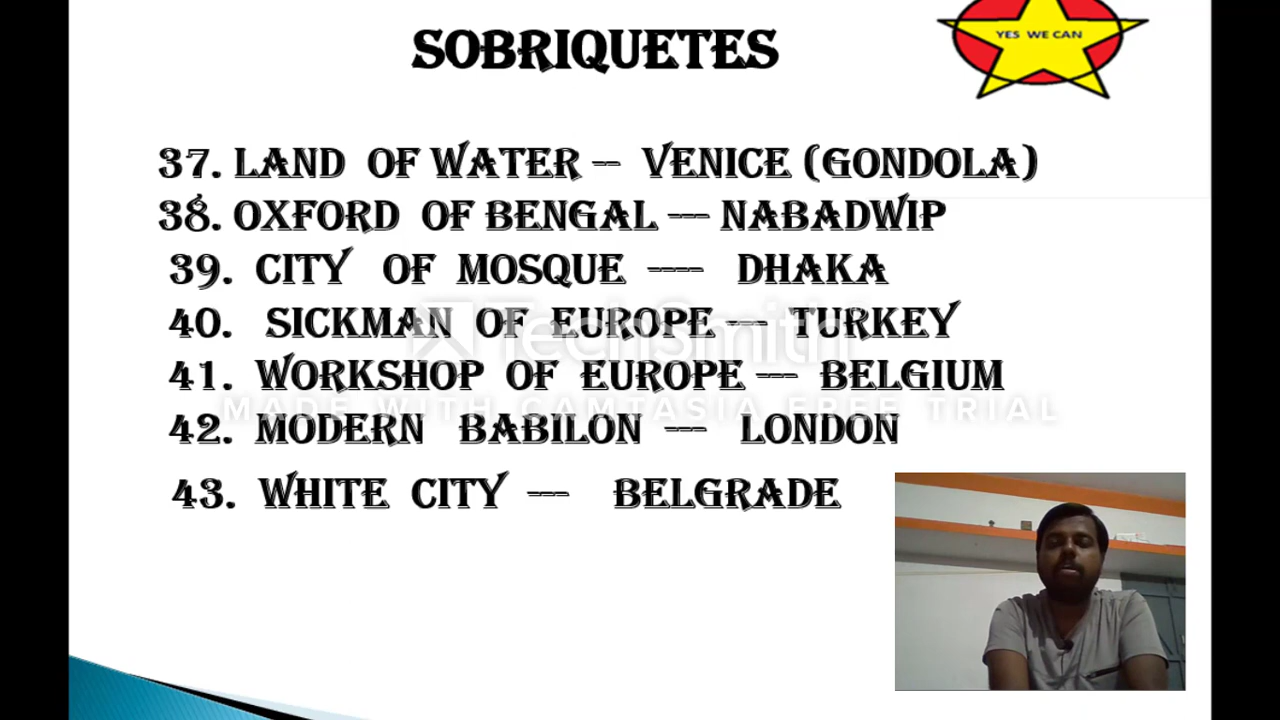 SOBRIQUETES
YES WE CAN
37. LAND OF WATER -- VENICE (GONDOLA)
38. OXFORD OF BENGAL --- NABADWIP
39. CITY OF MOSQUE ---- DHAKA
40. SICKMAN OF EUROPE --- TURKEY
TechSmith
41. WORKSHOP OF EUROPE --- BELGIUM
MADE WITH CAMTASIA FREE TRIAL
42. MODERN BABILON --- LONDON
43. WHITE CITY --- BELGRADE